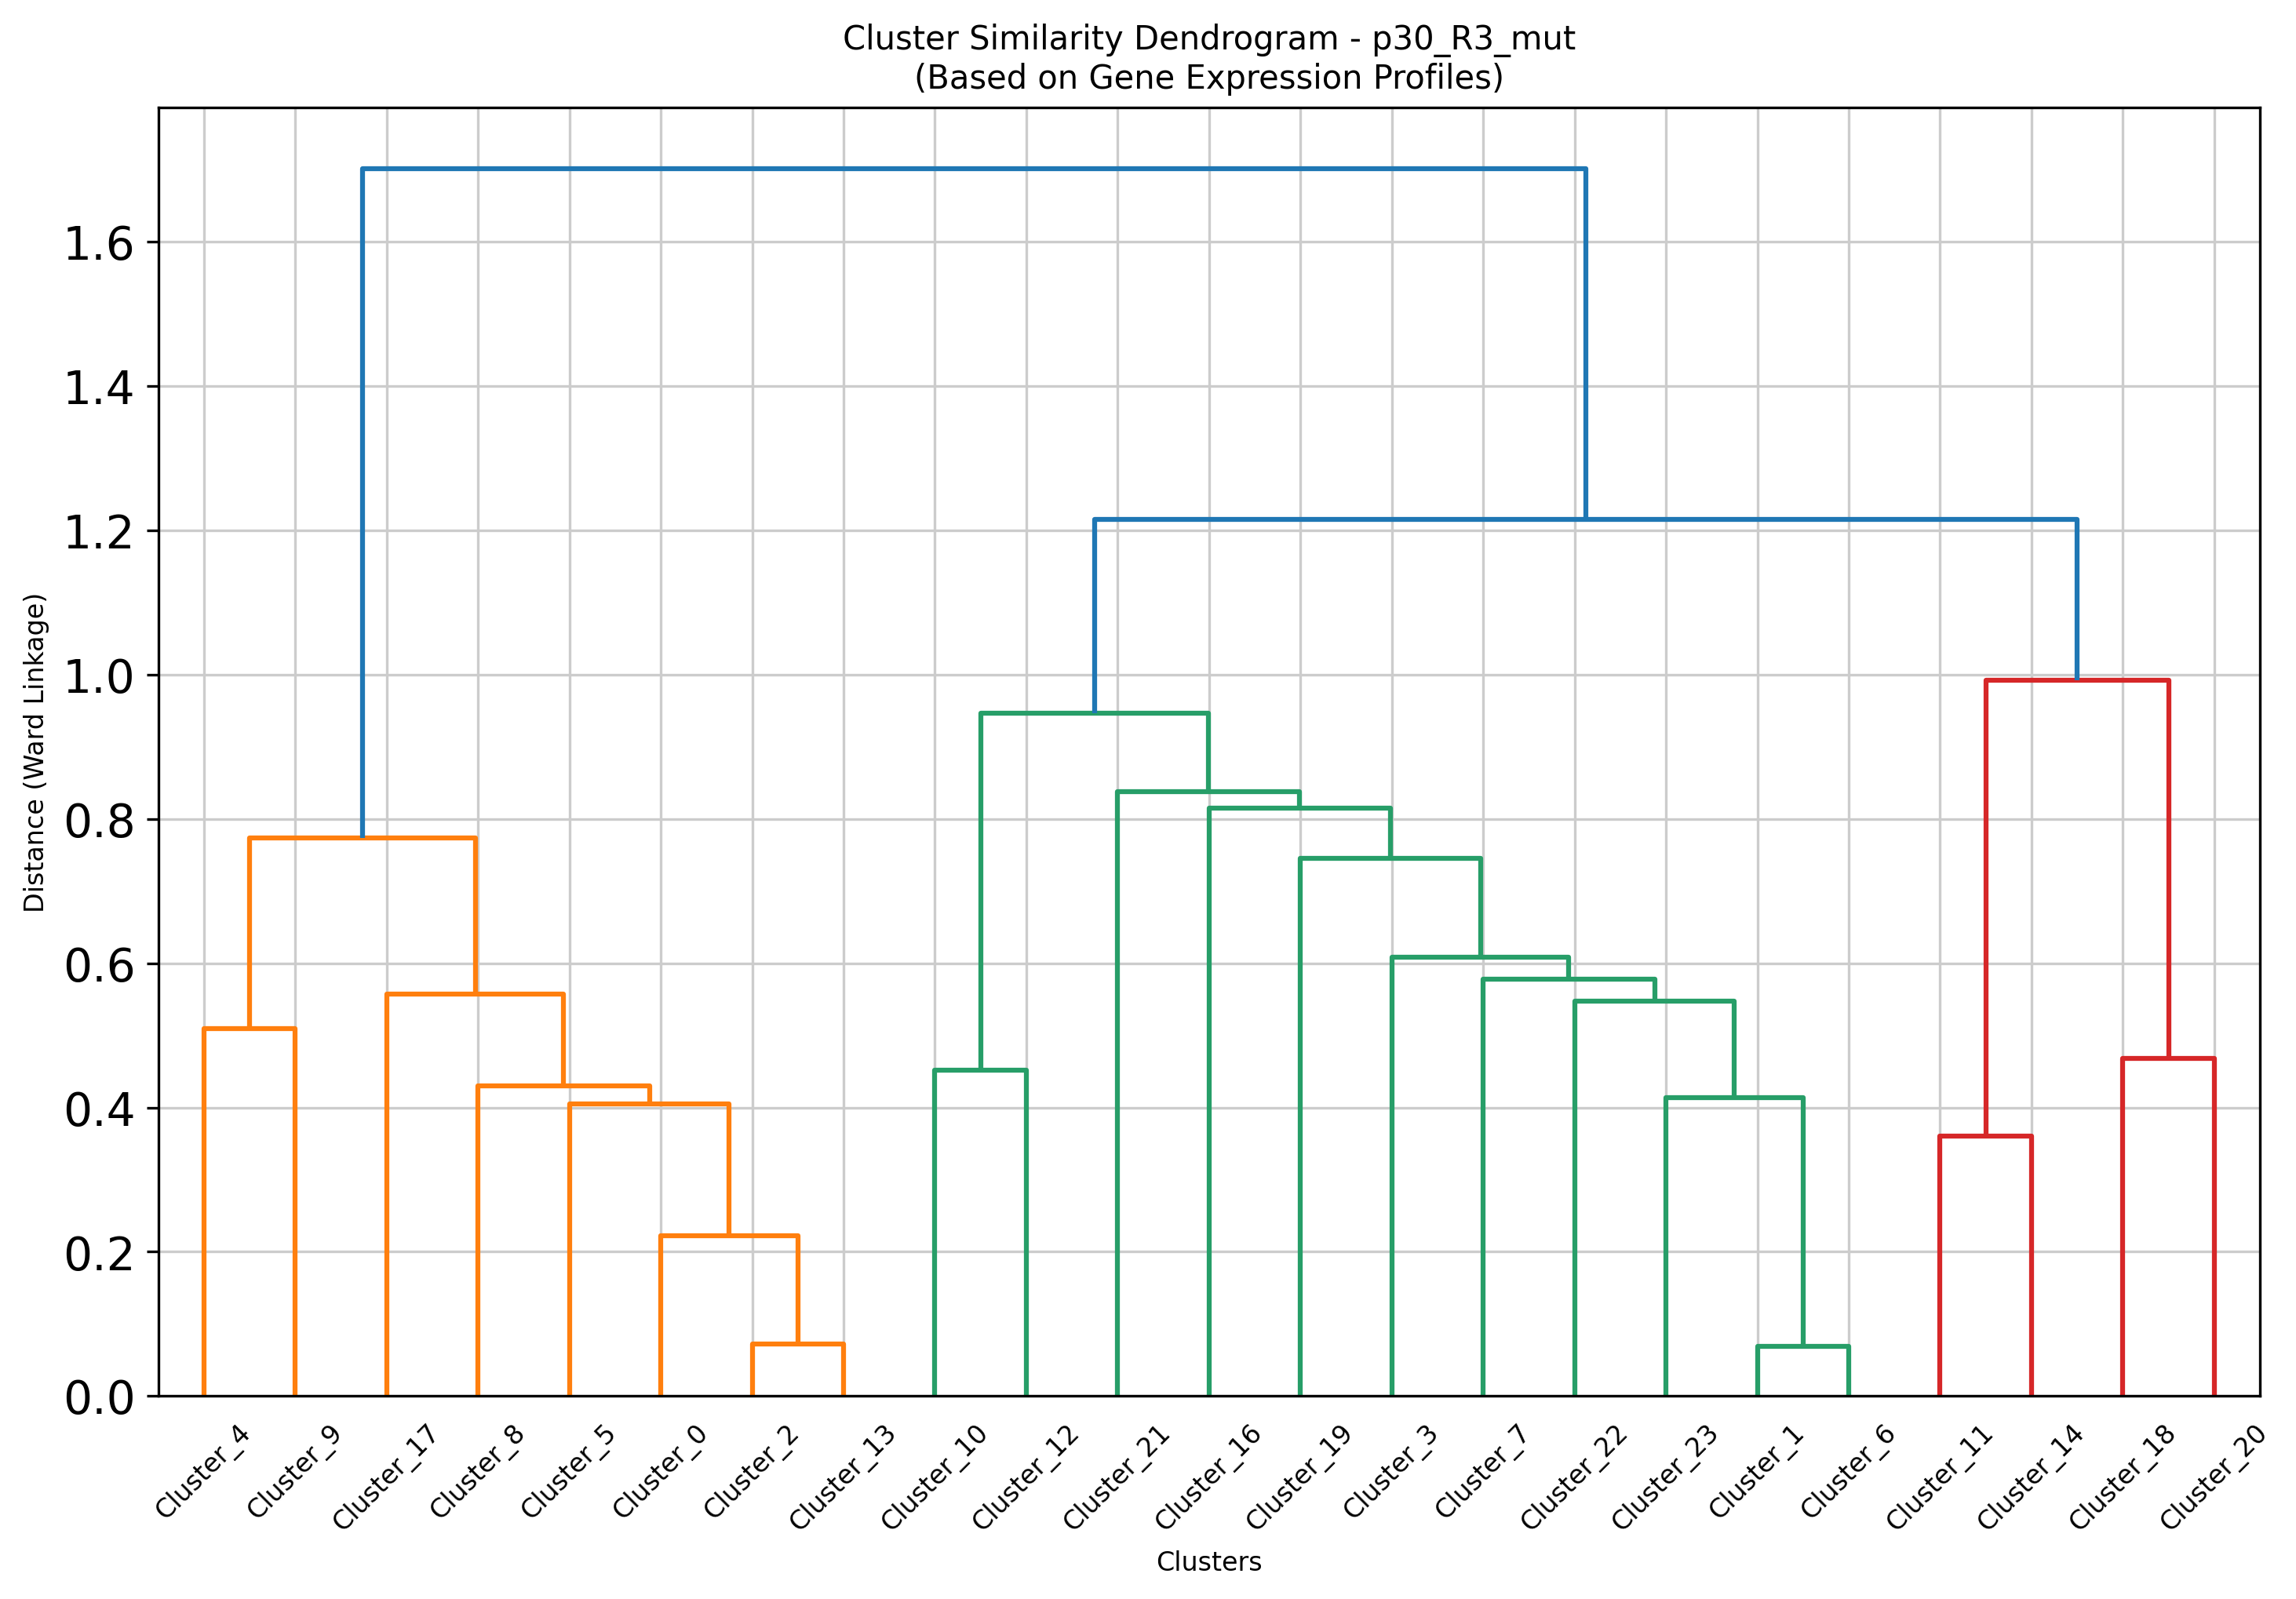 Cluster Similarity Dendrogram - p30_R3_mut
(Based on Gene Expression Profiles)
Distance (Ward Linkage)
1.6
1.4
1.2
1.0
0.8
0.6
0.4
0.2
0.0
Cluster_4
Cluster_9
Cluster_17
Cluster_8
Cluster_5
Cluster_0
Cluster_2
Cluster_13
Cluster_10
Cluster_12
Cluster_21
Cluster_16
Cluster_19
Cluster_3
Cluster_7
Cluster_22
Cluster_23
Cluster_1
Cluster_6
Cluster_11
Cluster_14
Cluster_18
Cluster_20
Clusters